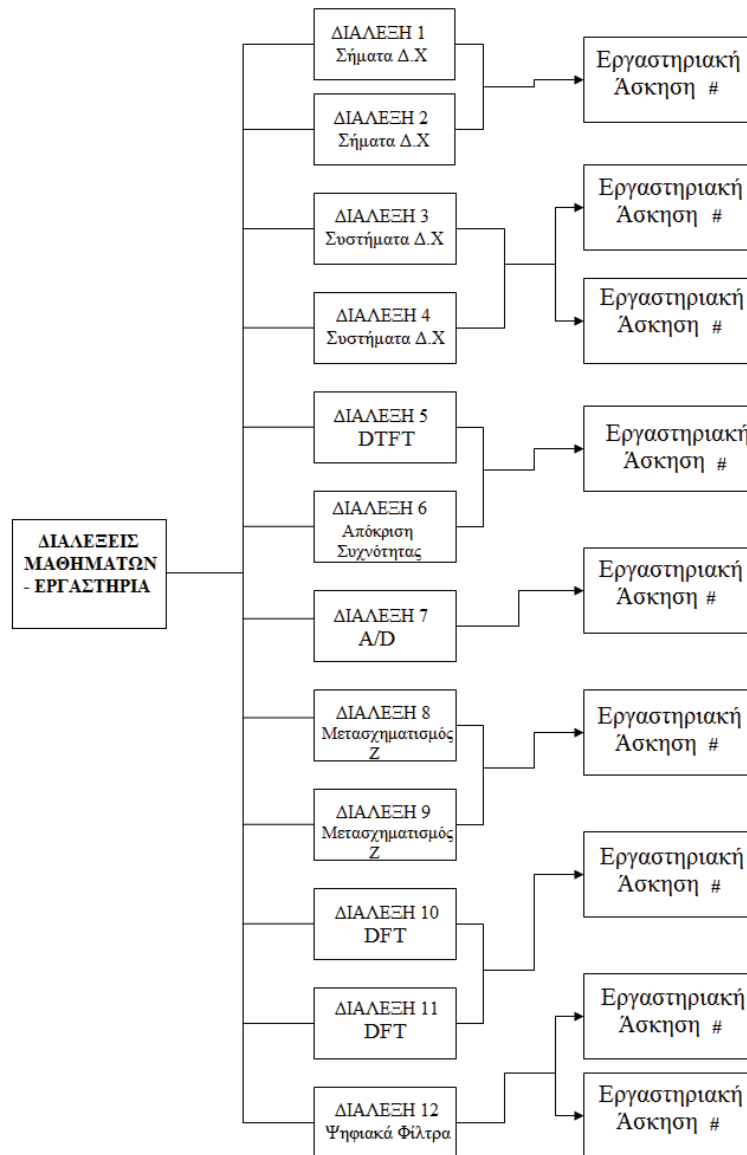 ΔΙΑΛΕΞΕΙΣ
ΜΑΘΗΜΑΤΩΝ
- ΕΡΓΑΣΤΗΡΙΑ
ΔΙΑΛΕΞΗ 1
Σήματα Δ.Χ
ΔΙΑΛΕΞΗ 2
Σήματα Δ.Χ
ΔΙΑΛΕΞΗ 3
Συστήματα Δ.Χ
ΔΙΑΛΕΞΗ 4
Συστήματα Δ.Χ
ΔΙΑΛΕΞΗ 5
DTFT
ΔΙΑΛΕΞΗ 6
Απόκριση
Συχνότητας
ΔΙΑΛΕΞΗ 7
A/D
ΔΙΑΛΕΞΗ 8
Μετασχηματισμός
Ζ
ΔΙΑΛΕΞΗ 9
Μετασχηματισμός
Ζ
ΔΙΑΛΕΞΗ 10
DFT
ΔΙΑΛΕΞΗ 11
DFT
ΔΙΑΛΕΞΗ 12
Ψηφιακά Φίλτρα
Εργαστηριακή
Άσκηση #
Εργαστηριακή
Άσκηση #
Εργαστηριακή
Άσκηση #
Εργαστηριακή
Άσκηση #
Εργαστηριακή
Άσκηση #
Εργαστηριακή
Άσκηση #
Εργαστηριακή
Άσκηση #
Εργαστηριακή
Άσκηση #
Εργαστηριακή
Άσκηση #